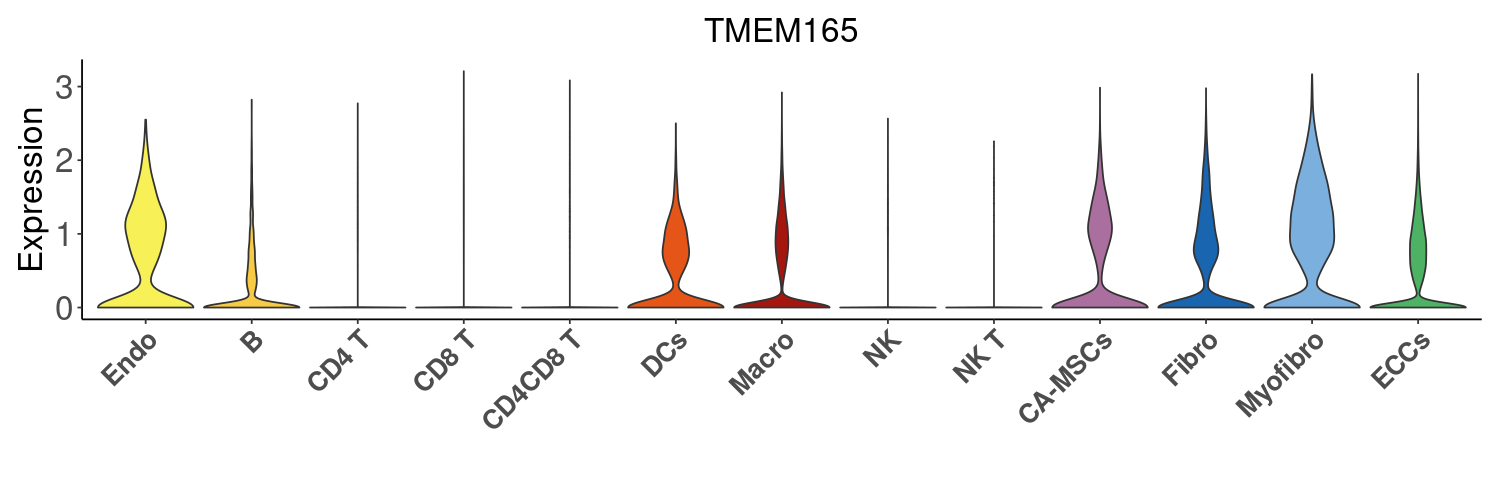 TMEM165
Expression
3
2
1
0
Endo
B
CD4 T
CD8 T
CD4CD8 T
DCs
Macro
NK
NK T
CA-MSCs
Fibro
Myofibro
ECCs